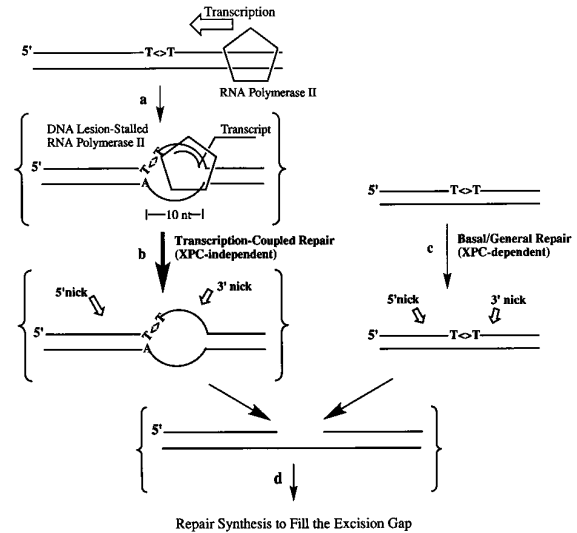 Transcription
5'
T<>T
RNA Polymerase II
a
DNA Lesion-Stalled
RNA Polymerase II
Transcript
5'
T<>T
A
10 nt
5'
T<>T
b
Transcription-Coupled Repair
(XPC-independent)
c
Basal/General Repair
(XPC-dependent)
5'nick
3' nick
5'
T<>T
A
5'nick
3' nick
5'
T<>T
5'
d
Repair Synthesis to Fill the Excision Gap